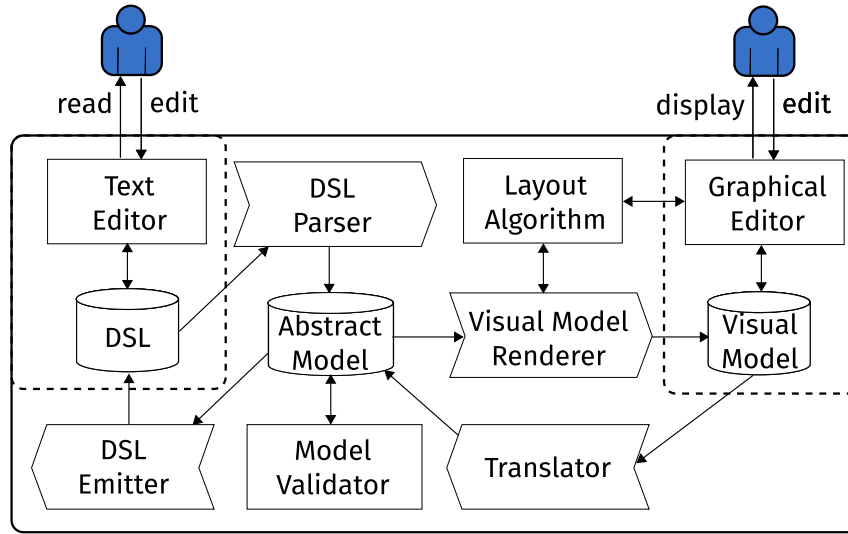 read
edit
display
edit
Text
Editor
DSL
Parser
Layout
Algorithm
Graphical
Editor
DSL
Abstract
Model
Visual Model
Renderer
Visual
Model
DSL
Emitter
Model
Validator
Translator